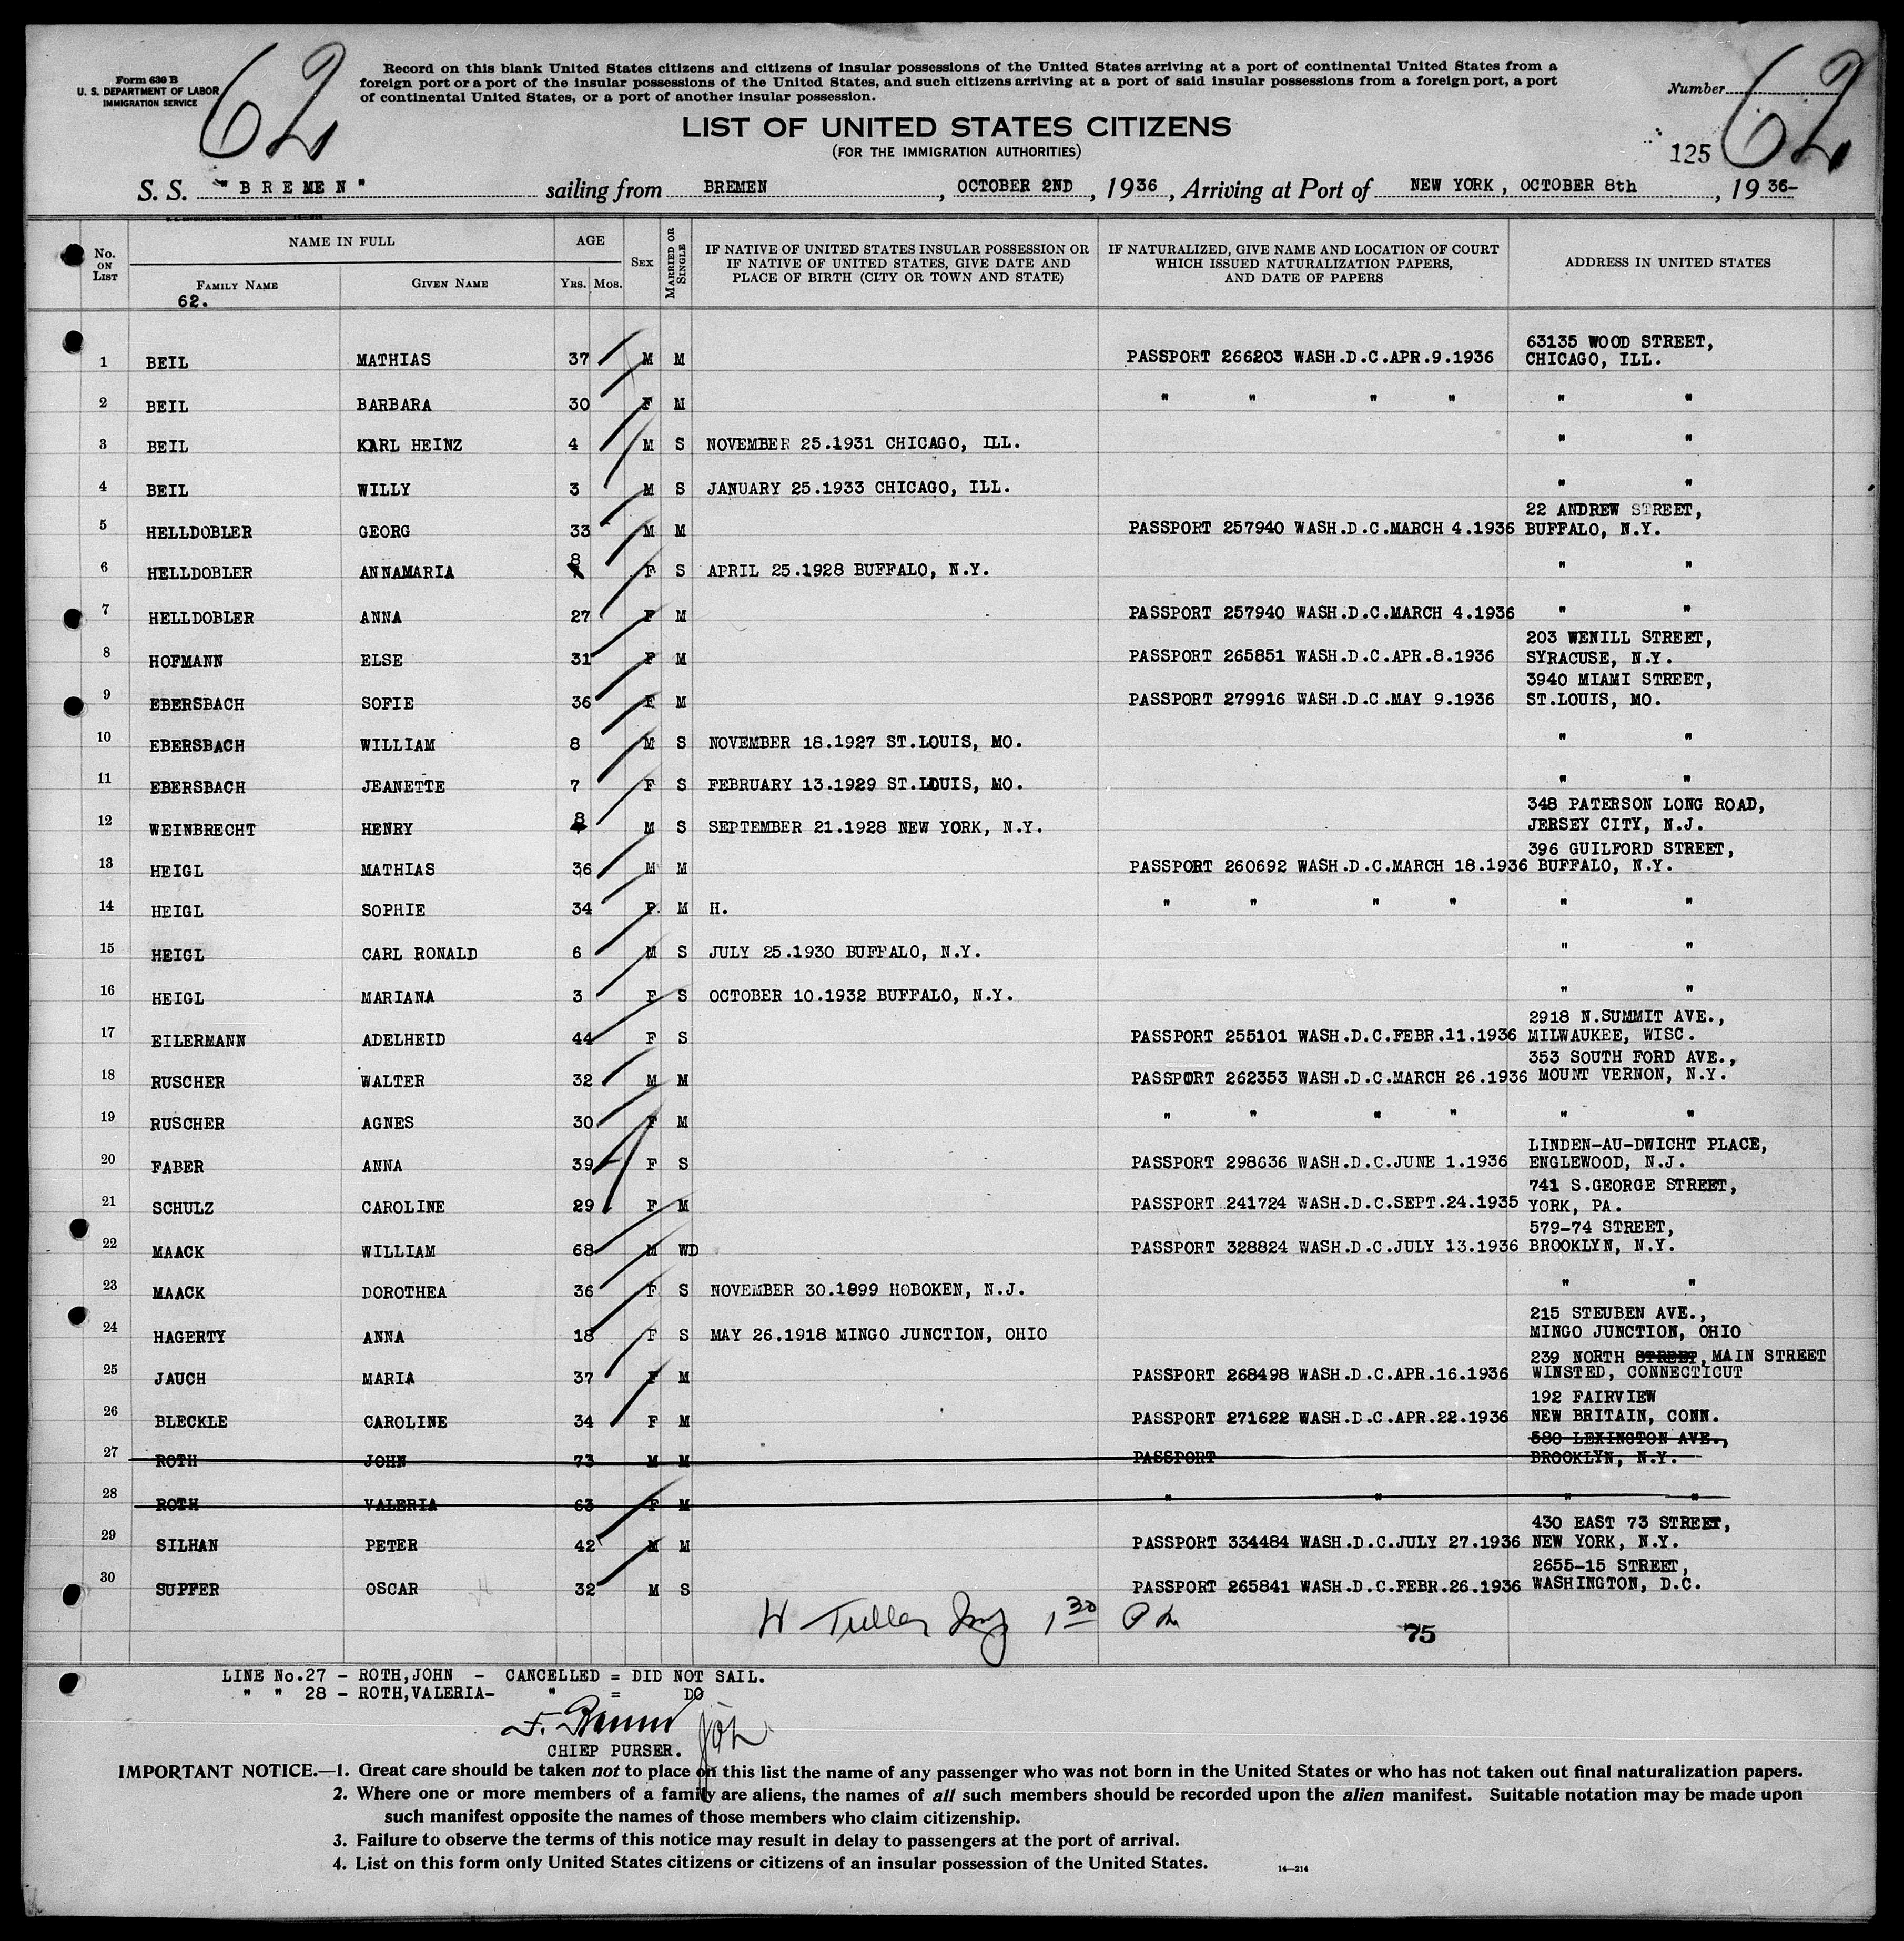 62
62
Form 630 B
U. S. DEPARTMENT OF LABOR
IMMIGRATION SERVICE
Record on this blank United States citizens and citizens of insular possessions of the United States arriving at a port of continental United States from a
foreign port or a port of the insular possessions of the United States, and such citizens arriving at a port of said insular possessions from a foreign port, a port
of continental United States, or a port of another insular possession.
Number
LIST OF UNITED STATES CITIZENS
(FOR THE IMMIGRATION AUTHORITIES)
125
S. S. "BREMEN" sailing from BREMEN, OCTOBER 2ND, 1936, Arriving at Port of NEW YORK, OCTOBER 8th, 1936-
No. ON LIST
NAME IN FULL
FAMILY NAME
GIVEN NAME
62.
AGE
YRS. MOS.
SEX
MARRIED OR SINGLE
IF NATIVE OF UNITED STATES INSULAR POSSESSION OR
IF NATIVE OF UNITED STATES, GIVE DATE AND
PLACE OF BIRTH (CITY OR TOWN AND STATE)
IF NATURALIZED, GIVE NAME AND LOCATION OF COURT
WHICH ISSUED NATURALIZATION PAPERS,
AND DATE OF PAPERS
ADDRESS IN UNITED STATES
63135 WOOD STREET,
1 BEIL MATHIAS 37 M M PASSPORT 266203 WASH.D.C.APR.9.1936 CHICAGO, ILL.
2 BEIL BARBARA 30 F M " " " " " "
3 BEIL KARL HEINZ 4 M S NOVEMBER 25.1931 CHICAGO, ILL. " "
4 BEIL WILLY 3 M S JANUARY 25.1933 CHICAGO, ILL. " "
22 ANDREW STREET,
5 HELLDOBLER GEORG 33 M M PASSPORT 257940 WASH.D.C.MARCH 4.1936 BUFFALO, N.Y.
6 HELLDOBLER ANNAMARIA 8 F S APRIL 25.1928 BUFFALO, N.Y. " "
7 HELLDOBLER ANNA 27 F M PASSPORT 257940 WASH.D.C.MARCH 4.1936 " "
203 WENILL STREET,
8 HOFMANN ELSE 31 F M PASSPORT 265851 WASH.D.C.APR.8.1936 SYRACUSE, N.Y.
3940 MIAMI STREET,
9 EBERSBACH SOFIE 36 F M PASSPORT 279916 WASH.D.C.MAY 9.1936 ST.LOUIS, MO.
10 EBERSBACH WILLIAM 8 M S NOVEMBER 18.1927 ST.LOUIS, MO. " "
11 EBERSBACH JEANETTE 7 F S FEBRUARY 13.1929 ST.LOUIS, MO. " "
348 PATERSON LONG ROAD,
12 WEINBRECHT HENRY 8 M S SEPTEMBER 21.1928 NEW YORK, N.Y. JERSEY CITY, N.J.
396 GUILFORD STREET,
13 HEIGL MATHIAS 36 M M PASSPORT 260692 WASH.D.C.MARCH 18.1936 BUFFALO, N.Y.
14 HEIGL SOPHIE 34 F. M H. " " " " " "
15 HEIGL CARL RONALD 6 M S JULY 25.1930 BUFFALO, N.Y. " "
16 HEIGL MARIANA 3 F S OCTOBER 10.1932 BUFFALO, N.Y. " "
2918 N.SUMMIT AVE.,
17 EILERMANN ADELHEID 44 F S PASSPORT 255101 WASH.D.C.FEBR.11.1936 MILWAUKEE, WISC.
353 SOUTH FORD AVE.,
18 RUSCHER WALTER 32 M M PASSPORT 262353 WASH.D.C.MARCH 26.1936 MOUNT VERNON, N.Y.
19 RUSCHER AGNES 30 F M " " " " " "
LINDEN-AU-DWICHT PLACE,
20 FABER ANNA 39 F S PASSPORT 298636 WASH.D.C.JUNE 1.1936 ENGLEWOOD, N.J.
741 S.GEORGE STREET,
21 SCHULZ CAROLINE 29 F M PASSPORT 241724 WASH.D.C.SEPT.24.1935 YORK, PA.
579-74 STREET,
22 MAACK WILLIAM 68 M WD PASSPORT 328824 WASH.D.C.JULY 13.1936 BROOKLYN, N.Y.
23 MAACK DOROTHEA 36 F S NOVEMBER 30.1899 HOBOKEN, N.J. " "
215 STEUBEN AVE.,
24 HAGERTY ANNA 18 F S MAY 26.1918 MINGO JUNCTION, OHIO MINGO JUNCTION, OHIO
239 NORTH STREET, MAIN STREET
25 JAUCH MARIA 37 F M PASSPORT 268498 WASH.D.C.APR.16.1936 WINSTED, CONNECTICUT
192 FAIRVIEW
26 BLECKLE CAROLINE 34 F M PASSPORT 271622 WASH.D.C.APR.22.1936 NEW BRITAIN, CONN.
580 LEXINGTON AVE.,
27 ROTH JOHN 73 M M PASSPORT BROOKLYN, N.Y.
28 ROTH VALERIA 63 F M " " " "
430 EAST 73 STREET,
29 SILHAN PETER 42 M M PASSPORT 334484 WASH.D.C.JULY 27.1936 NEW YORK, N.Y.
2655-15 STREET,
30 SUPFER OSCAR 32 M S PASSPORT 265841 WASH.D.C.FEBR.26.1936 WASHINGTON, D.C.
1 30
75
LINE No.27 - ROTH,JOHN - CANCELLED = DID NOT SAIL.
" " 28 - ROTH,VALERIA- " = DO
CHIEF PURSER.
IMPORTANT NOTICE.—1. Great care should be taken not to place on this list the name of any passenger who was not born in the United States or who has not taken out final naturalization papers.
2. Where one or more members of a family are aliens, the names of all such members should be recorded upon the alien manifest. Suitable notation may be made upon
such manifest opposite the names of those members who claim citizenship.
3. Failure to observe the terms of this notice may result in delay to passengers at the port of arrival.
4. List on this form only United States citizens or citizens of an insular possession of the United States.
14—214